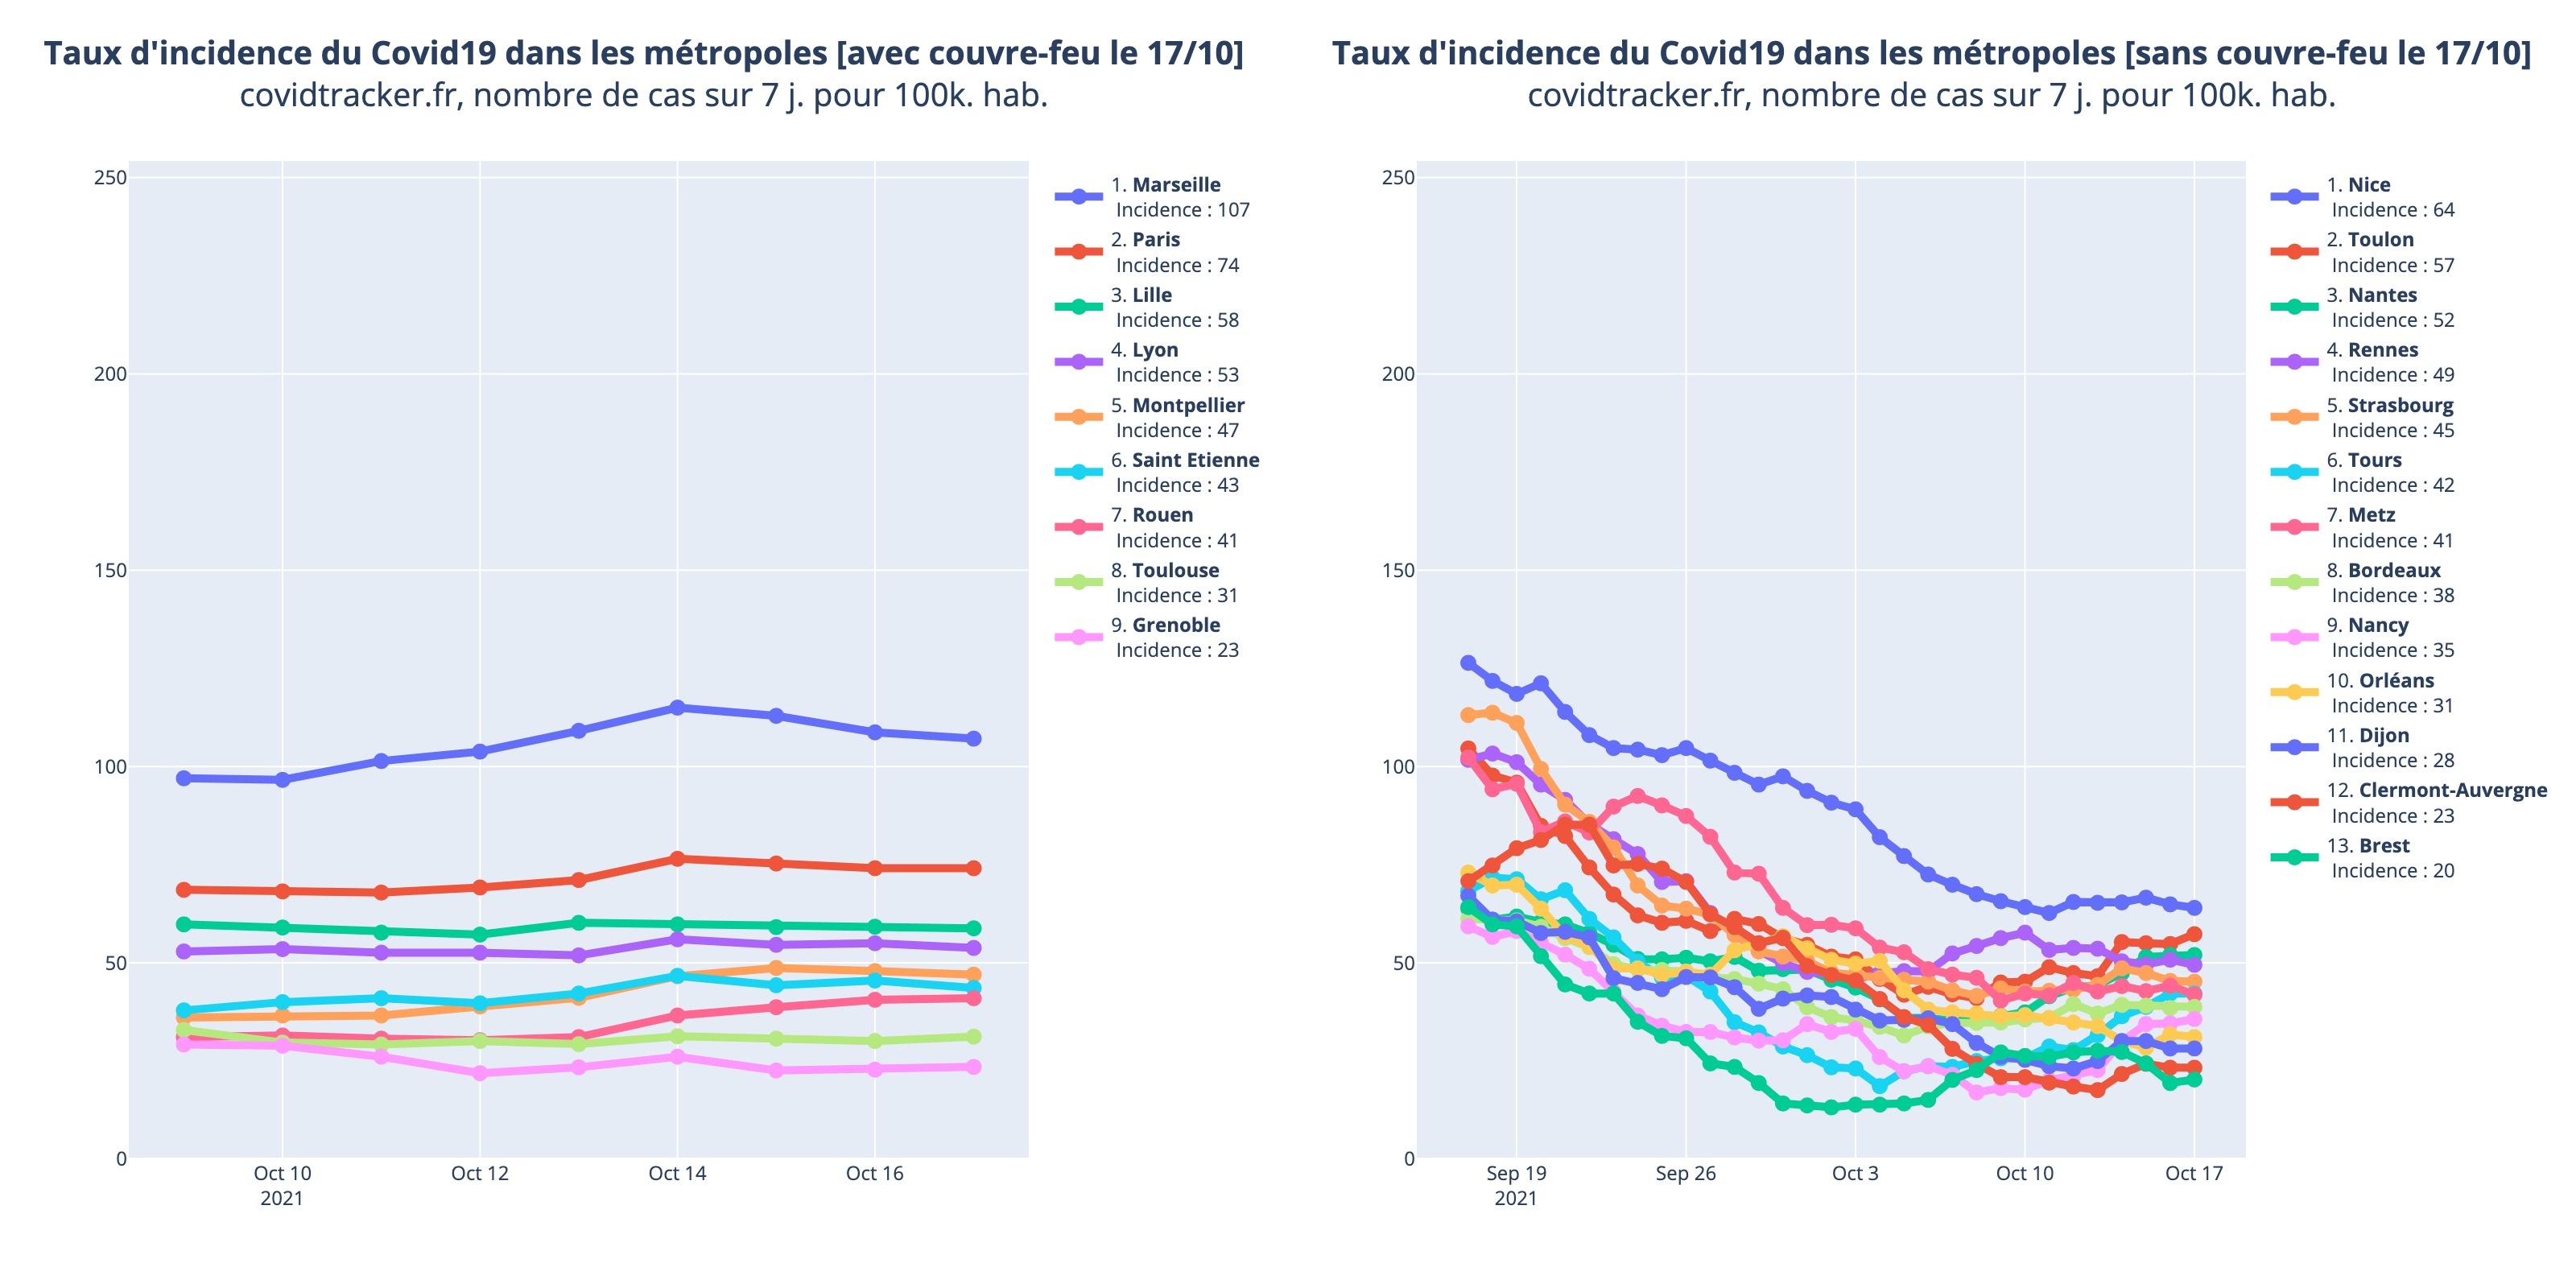 Taux d'incidence du Covid19 dans les métropoles [avec couvre-feu le 17/10]
covidtracker.fr, nombre de cas sur 7 j. pour 100k. hab.
250
200
150
100
50
0
Oct 10
2021
Oct 12
Oct 14
Oct 16
1. Marseille
Incidence : 107
2. Paris
Incidence : 74
3. Lille
Incidence : 58
4. Lyon
Incidence : 53
5. Montpellier
Incidence : 47
6. Saint Etienne
Incidence : 43
7. Rouen
Incidence : 41
8. Toulouse
Incidence : 31
9. Grenoble
Incidence : 23
Taux d'incidence du Covid19 dans les métropoles [sans couvre-feu le 17/10]
covidtracker.fr, nombre de cas sur 7 j. pour 100k. hab.
250
200
150
100
50
0
Sep 19
2021
Sep 26
Oct 3
Oct 10
Oct 17
1. Nice
Incidence : 64
2. Toulon
Incidence : 57
3. Nantes
Incidence : 52
4. Rennes
Incidence : 49
5. Strasbourg
Incidence : 45
6. Tours
Incidence : 42
7. Metz
Incidence : 41
8. Bordeaux
Incidence : 38
9. Nancy
Incidence : 35
10. Orléans
Incidence : 31
11. Dijon
Incidence : 28
12. Clermont-Auvergne
Incidence : 23
13. Brest
Incidence : 20